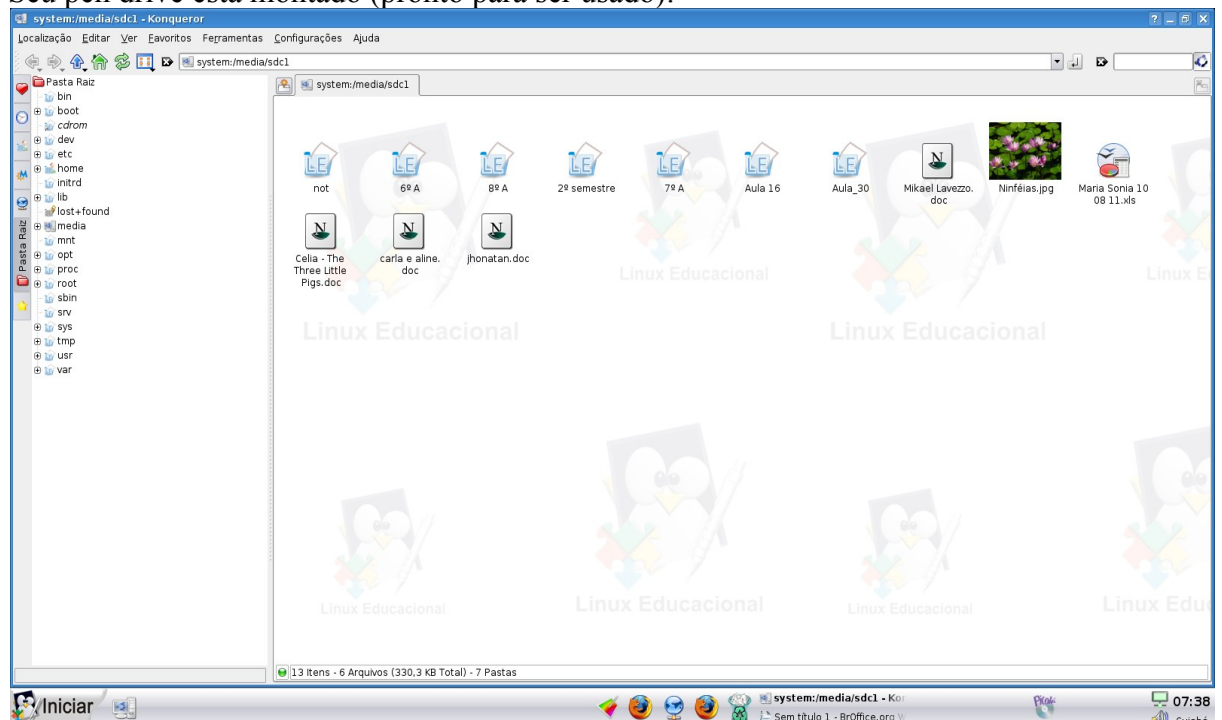 Seu pen drive está montado (pronto para ser usado).
system:/media/sdc1 - Konqueror
Localização Editar Ver Favoritos Ferramentas Configurações Ajuda
system:/media/sdc1
Pasta Raiz
bin
boot
cdrom
dev
etc
home
initrd
lib
lost+found
media
mnt
opt
proc
root
sbin
srv
sys
tmp
usr
var
Pasta Raiz
system:/media/sdc1
not
6º A
8º A
2º semestre
7º A
Aula 16
Aula_30
Mikael Lavezzo.
doc
Ninféias.jpg
Maria Sonia 10
08 11.xls
Celia - The
Three Little
Pigs.doc
carla e aline.
doc
jhonatan.doc
Linux Educacional
Linux E
Linux Educacional
Linux Educacional
Linux Educacional
Linux Educacional
Linux Educacional
Linux Edu
13 Itens - 6 Arquivos (330,3 KB Total) - 7 Pastas
Iniciar
system:/media/sdc1 - Kon
Sem título 1 - BrOffice.org
07:38
Cuiabá